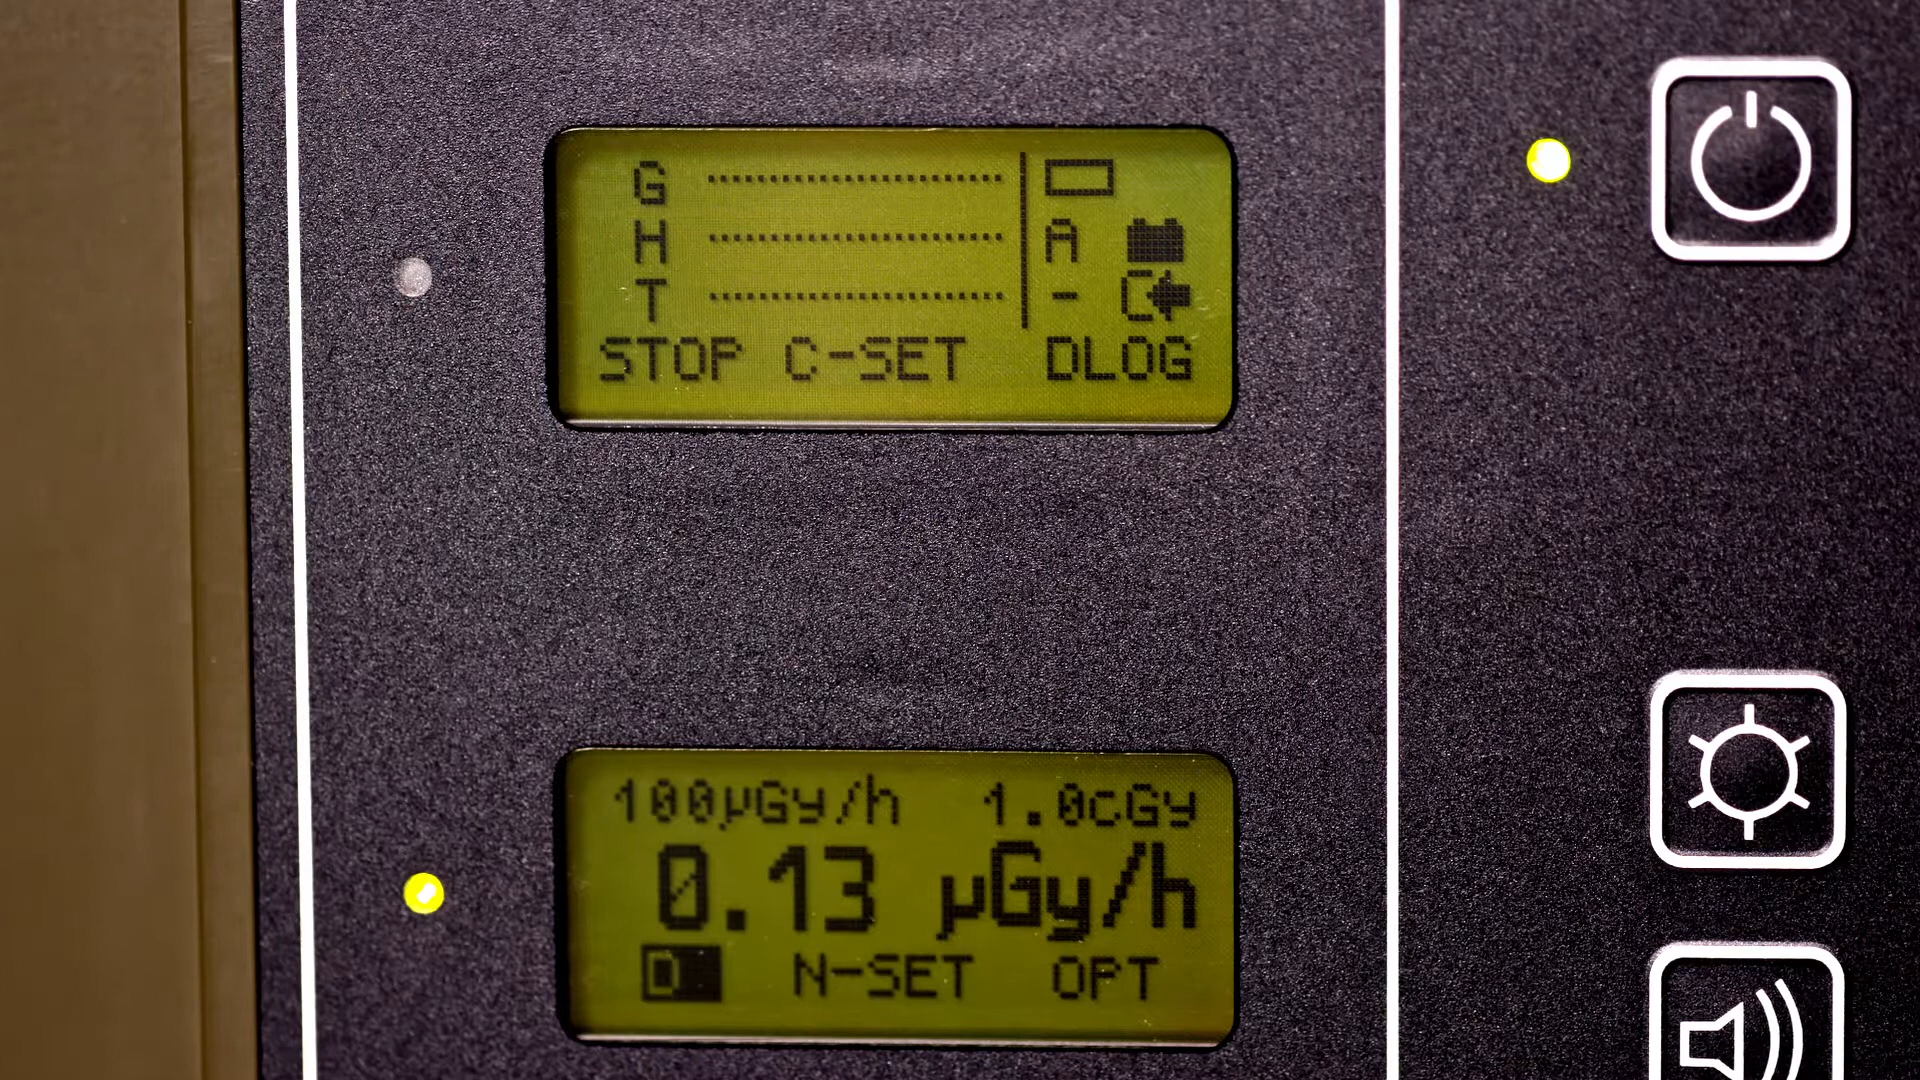 G
H A
T -
STOP C-SET DLOG
100µGy/h 1.0cGy
0.13 µGy/h
D N-SET OPT